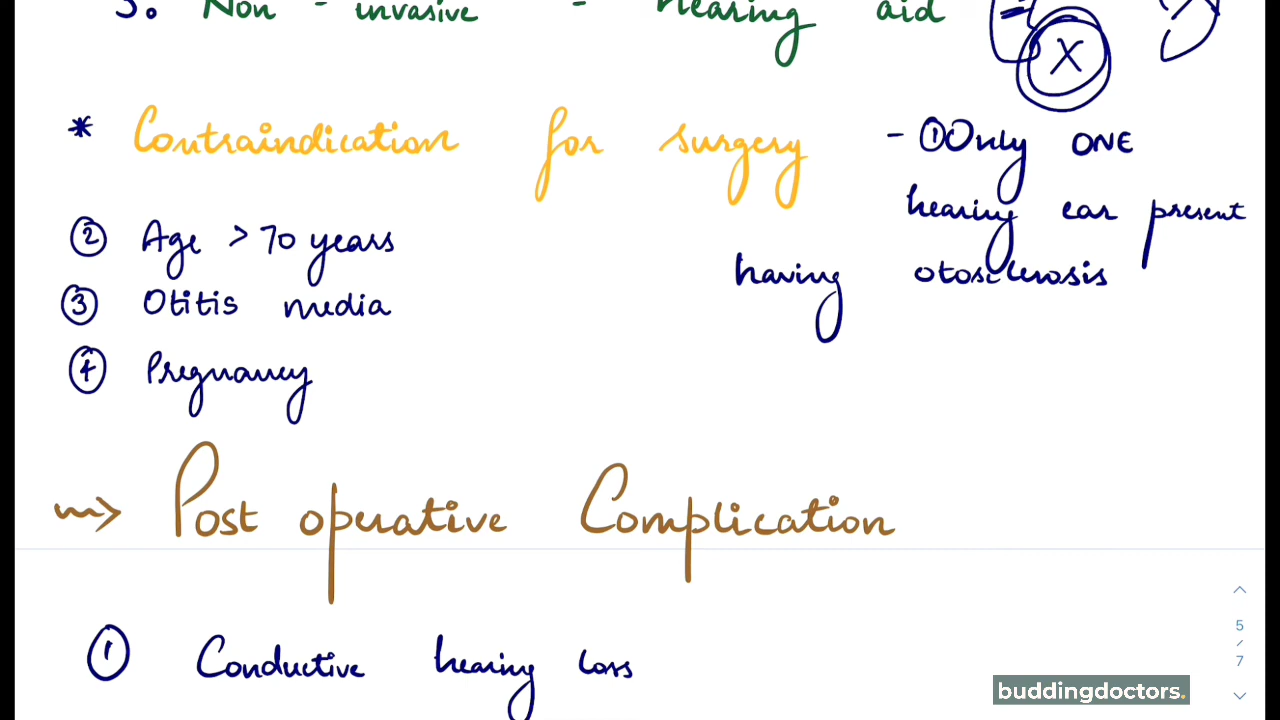 3. Non - invasive - Hearing aid
X
* Contraindication for surgery - ① Only ONE
hearing ear present
having otosclerosis
② Age > 70 years
③ Otitis media
④ Pregnancy
⇝ Post operative Complication
① Conductive hearing loss
5
/
7
buddingdoctors.